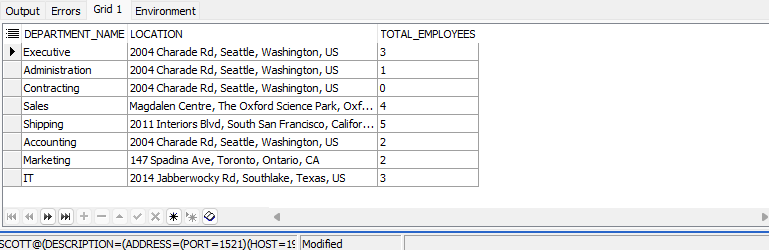 Output Errors Grid 1 Environment
DEPARTMENT_NAME LOCATION TOTAL_EMPLOYEES
Executive 2004 Charade Rd, Seattle, Washington, US 3
Administration 2004 Charade Rd, Seattle, Washington, US 1
Contracting 2004 Charade Rd, Seattle, Washington, US 0
Sales Magdalen Centre, The Oxford Science Park, Oxf... 4
Shipping 2011 Interiors Blvd, South San Francisco, Califor... 5
Accounting 2004 Charade Rd, Seattle, Washington, US 2
Marketing 147 Spadina Ave, Toronto, Ontario, CA 2
IT 2014 Jabberwocky Rd, Southlake, Texas, US 3
SCOTT@(DESCRIPTION=(ADDRESS=(PORT=1521)(HOST=19 Modified